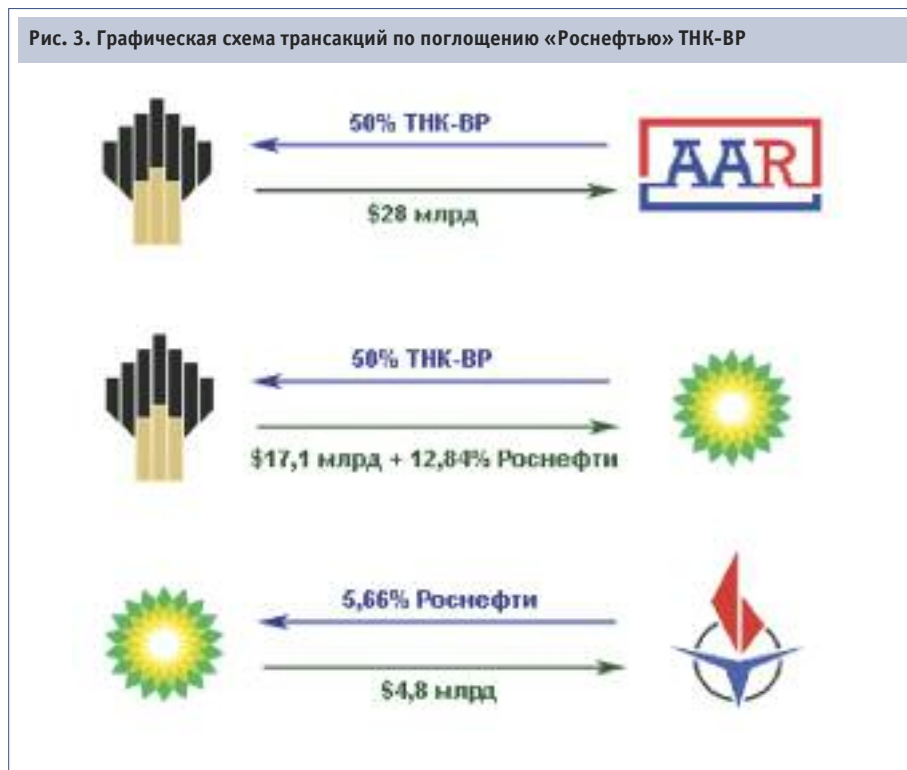 Рис. 3. Графическая схема трансакций по поглощению «Роснефтью» ТНК-ВР
50% ТНК-ВР
AAR
$28 млрд
50% ТНК-ВР
$17,1 млрд + 12,84% Роснефти
5,66% Роснефти
$4,8 млрд